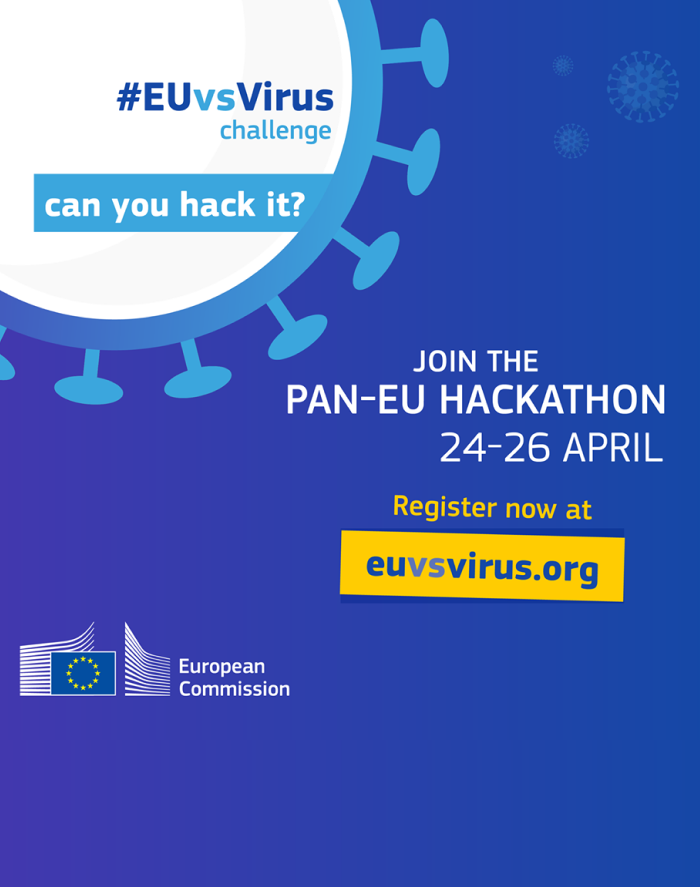 #EUvsVirus
challenge
can you hack it?
JOIN THE
PAN-EU HACKATHON
24-26 APRIL
Register now at
euvsvirus.org
European
Commission